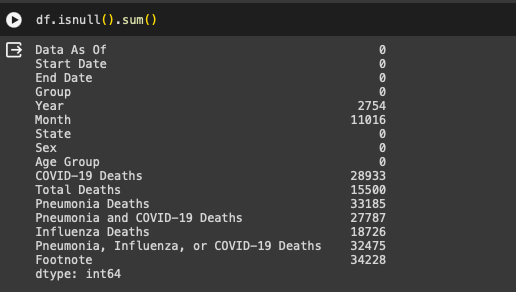 df.isnull().sum()
Data As Of 0
Start Date 0
End Date 0
Group 0
Year 2754
Month 11016
State 0
Sex 0
Age Group 0
COVID-19 Deaths 28933
Total Deaths 15500
Pneumonia Deaths 33185
Pneumonia and COVID-19 Deaths 27787
Influenza Deaths 18726
Pneumonia, Influenza, or COVID-19 Deaths 32475
Footnote 34228
dtype: int64